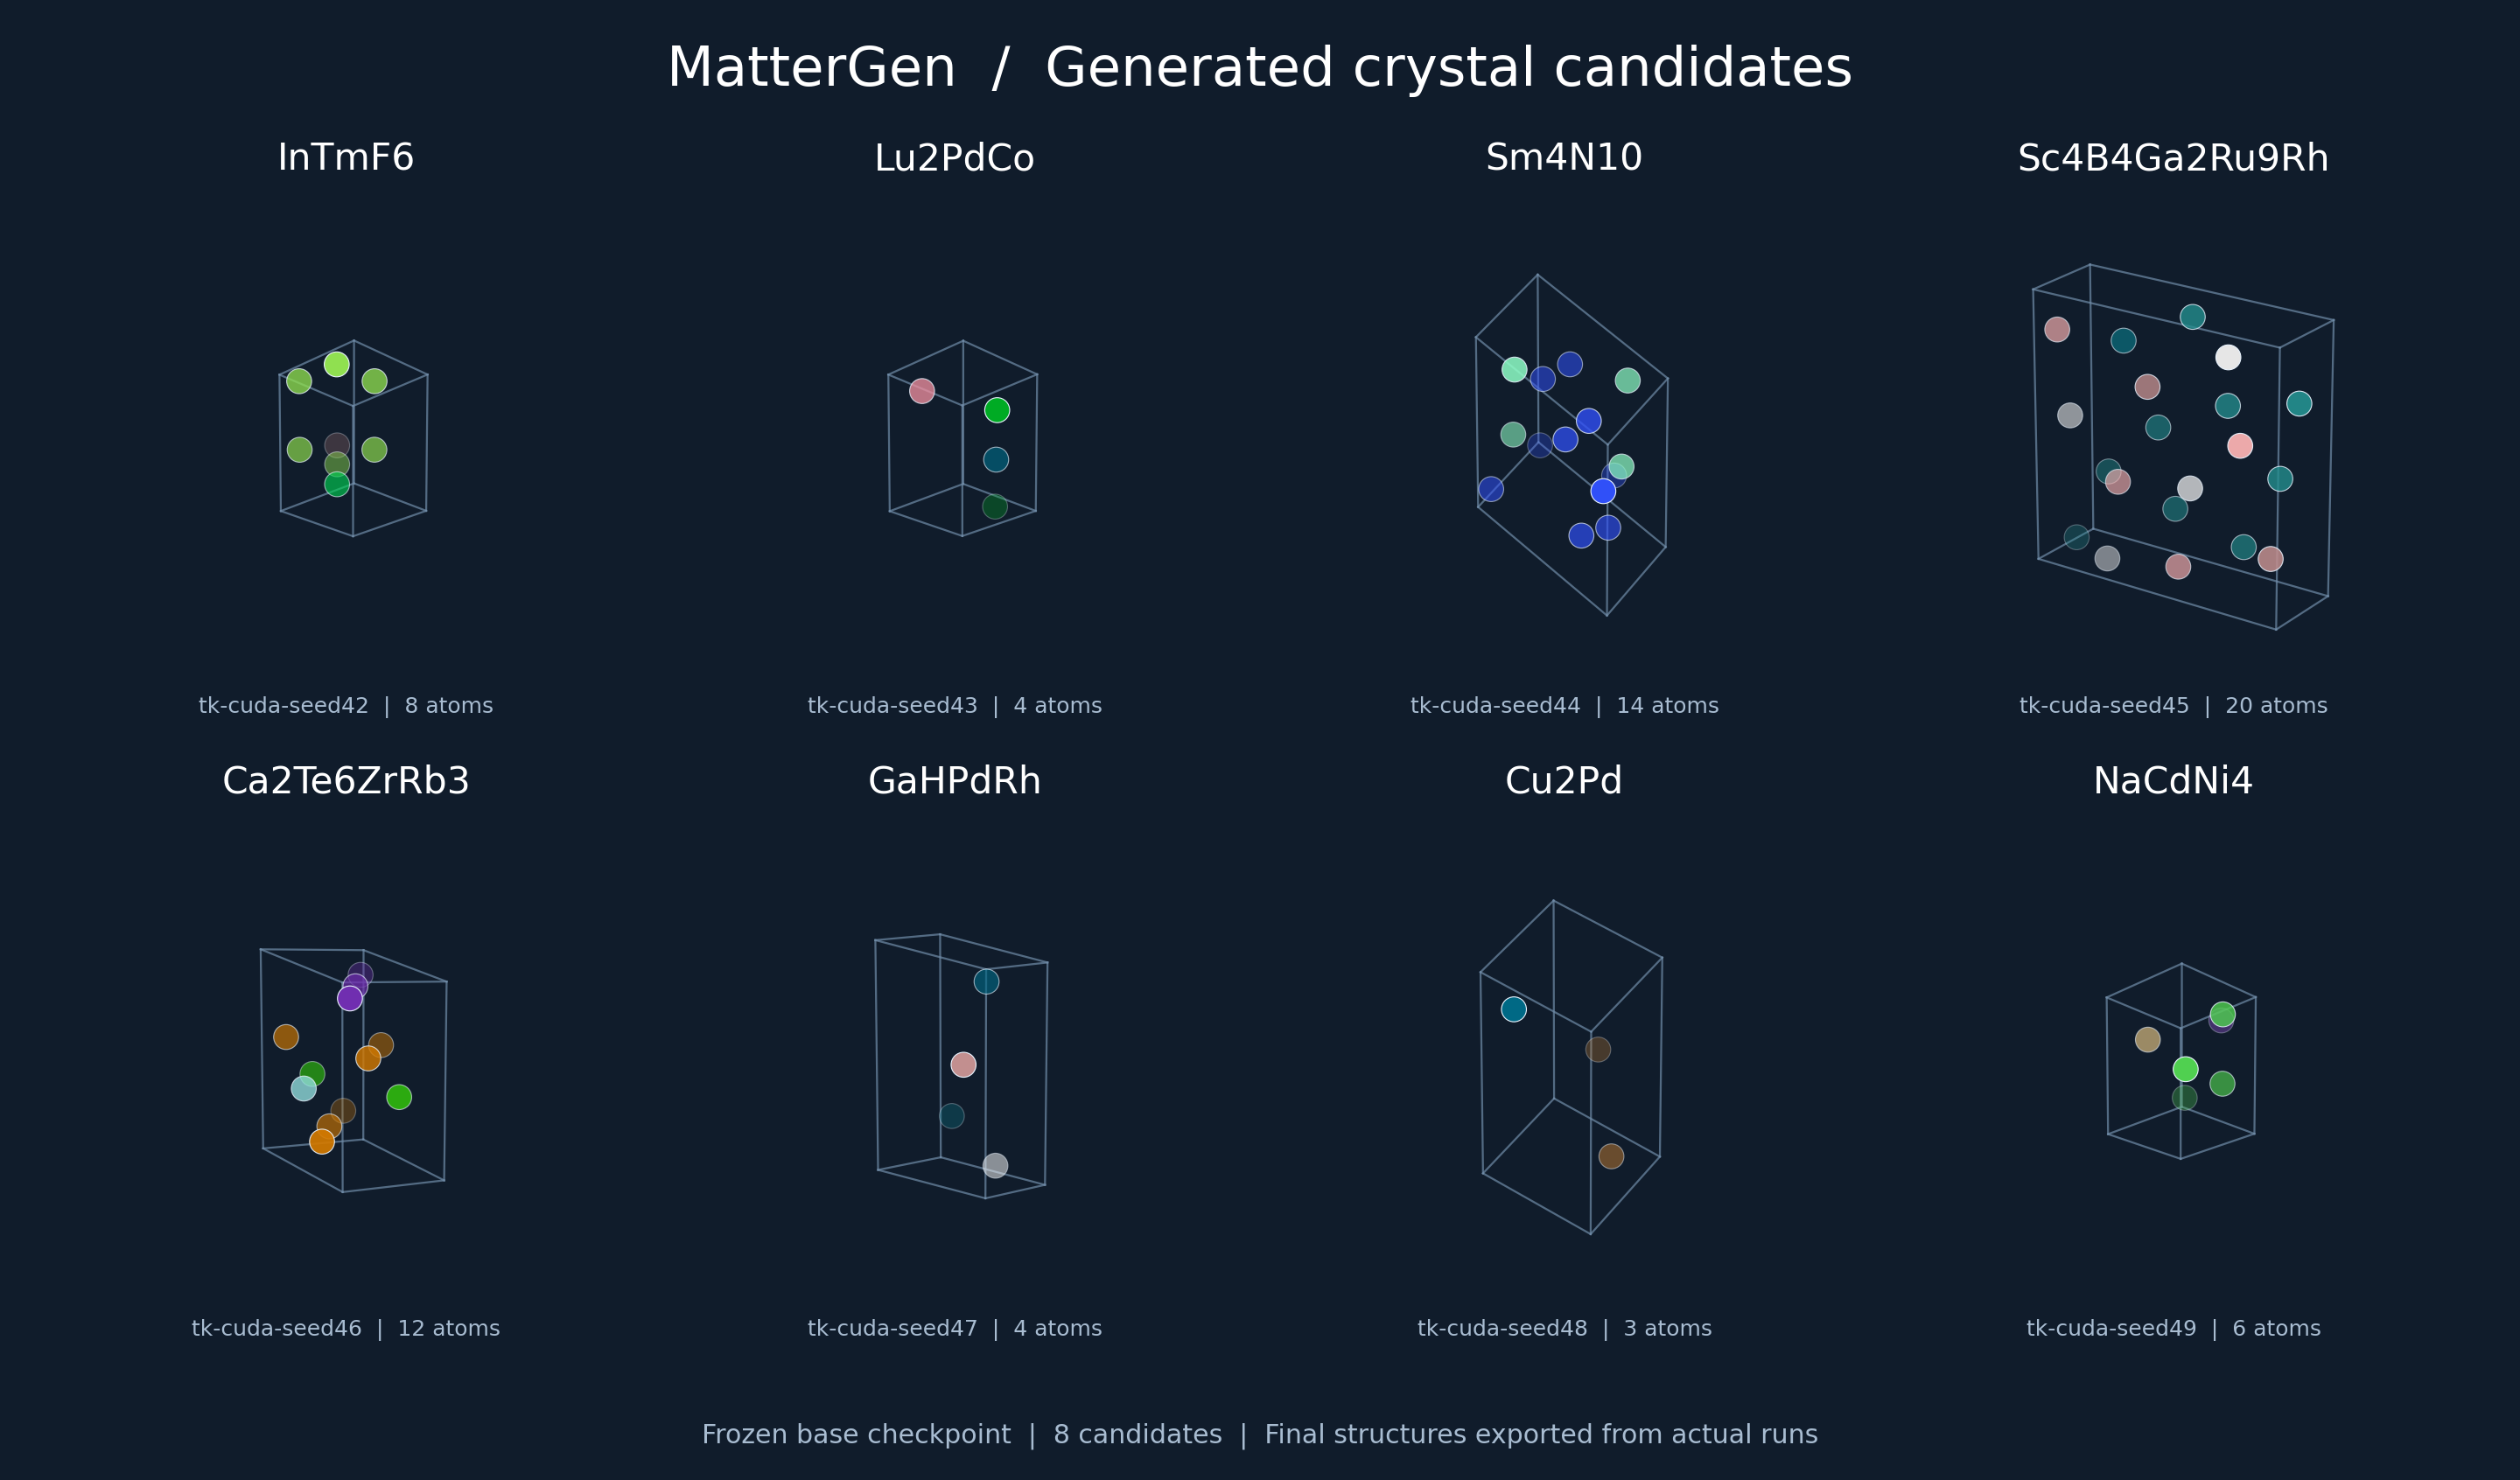 MatterGen / Generated crystal candidates
InTmF6
Lu2PdCo
Sm4N10
Sc4B4Ga2Ru9Rh
tk-cuda-seed42 | 8 atoms
tk-cuda-seed43 | 4 atoms
tk-cuda-seed44 | 14 atoms
tk-cuda-seed45 | 20 atoms
Ca2Te6ZrRb3
GaHPdRh
Cu2Pd
NaCdNi4
tk-cuda-seed46 | 12 atoms
tk-cuda-seed47 | 4 atoms
tk-cuda-seed48 | 3 atoms
tk-cuda-seed49 | 6 atoms
Frozen base checkpoint | 8 candidates | Final structures exported from actual runs